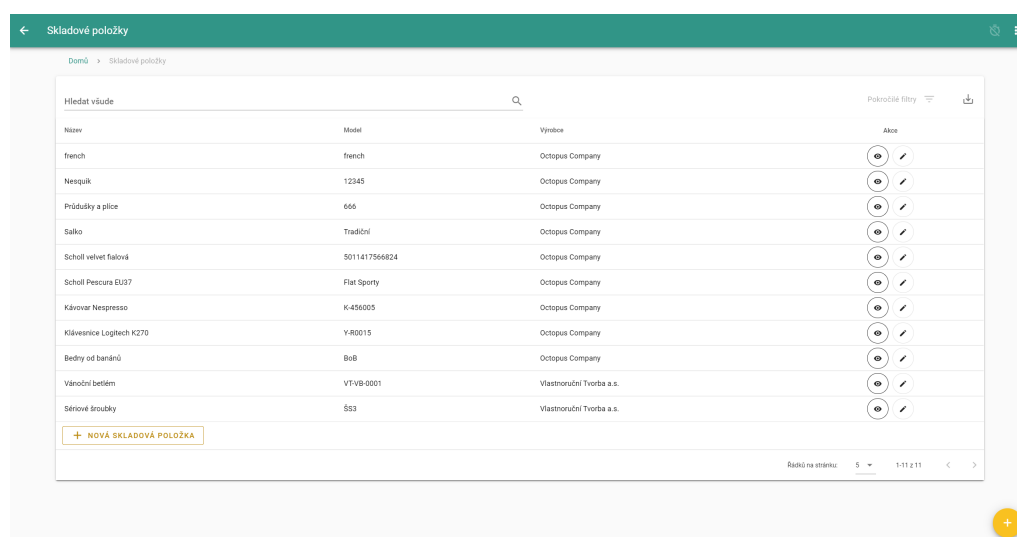 Skladové položky
Domů > Skladové položky
Hledat všude
Pokročilé filtry
Název Model Výrobce Akce
french french Octopus Company
Nesquik 12345 Octopus Company
Průdušky a plíce 666 Octopus Company
Salko Tradiční Octopus Company
Scholl velvet fialová 5011417566824 Octopus Company
Scholl Pescura EU37 Flat Sporty Octopus Company
Kávovar Nespresso K-456005 Octopus Company
Klávesnice Logitech K270 Y-R0015 Octopus Company
Bedny od banánů BoB Octopus Company
Vánoční betlém VT-VB-0001 Vlastnoruční Tvorba a.s.
Sériové šroubky ŠS3 Vlastnoruční Tvorba a.s.
+ NOVÁ SKLADOVÁ POLOŽKA
Řádků na stránku: 5 1-11 z 11